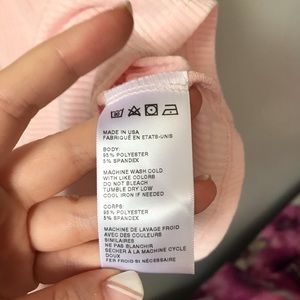 MADE IN USA
FABRIQUÉ EN ETATS-UNIS
BODY:
95% POLYESTER
5% SPANDEX
MACHINE WASH COLD
WITH LIKE COLORS
DO NOT BLEACH
TUMBLE DRY LOW
COOL IRON IF NEEDED
CORPS:
95% POLYESTER
5% SPANDEX
MACHINE DE LAVAGE FROID
AVEC DES COULEURS
SIMILAIRES
NE PAS BLANCHIR
SÉCHER À LA MACHINE CYCLE
DOUX
FER FROID SI NÉCESSAIRE